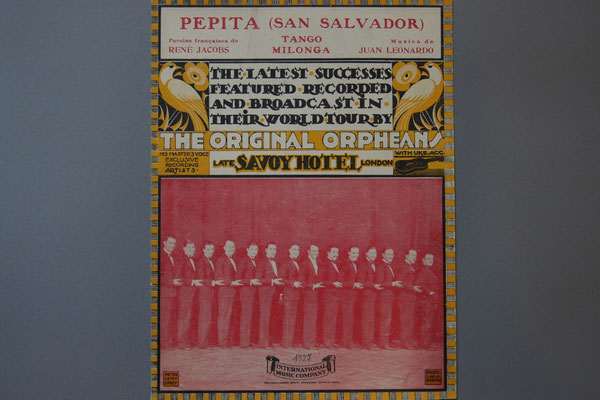 PEPITA (SAN SALVADOR)
Paroles françaises de
RENÉ JACOBS
TANGO
MILONGA
Musica de
JUAN LEONARDO
THE LATEST SUCCESSES
FEATURED RECORDED
AND BROADCAST IN
THEIR WORLD TOUR BY
THE ORIGINAL ORPHEANS
HIS MASTER'S VOICE
EXCLUSIVE
RECORDING
ARTISTS
LATE SAVOY HOTEL LONDON
WITH UKE ACC.
1928
INTERNATIONAL
MUSIC COMPANY